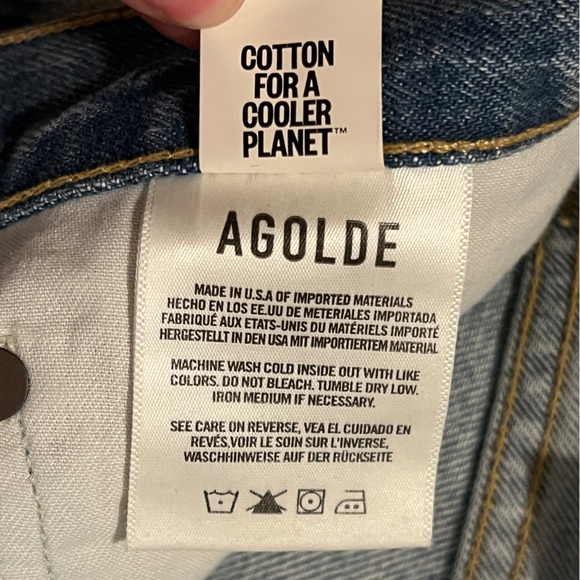 COTTON
FOR A
COOLER
PLANET™
AGOLDE
MADE IN U.S.A OF IMPORTED MATERIALS
HECHO EN LOS EE.UU DE METERIALES IMPORTADA
FABRIQUÉ AUX ETATS-UNIS DU MATÉRIELS IMPORTÉ
HERGESTELLT IN DEN USA MIT IMPORTIERTEM MATERIAL
MACHINE WASH COLD INSIDE OUT WITH LIKE
COLORS. DO NOT BLEACH. TUMBLE DRY LOW.
IRON MEDIUM IF NECESSARY.
SEE CARE ON REVERSE, VEA EL CUIDADO EN
REVÉS,VOIR LE SOIN SUR L'INVERSE,
WASCHHINWEISE AUF DER RÜCKSEITE